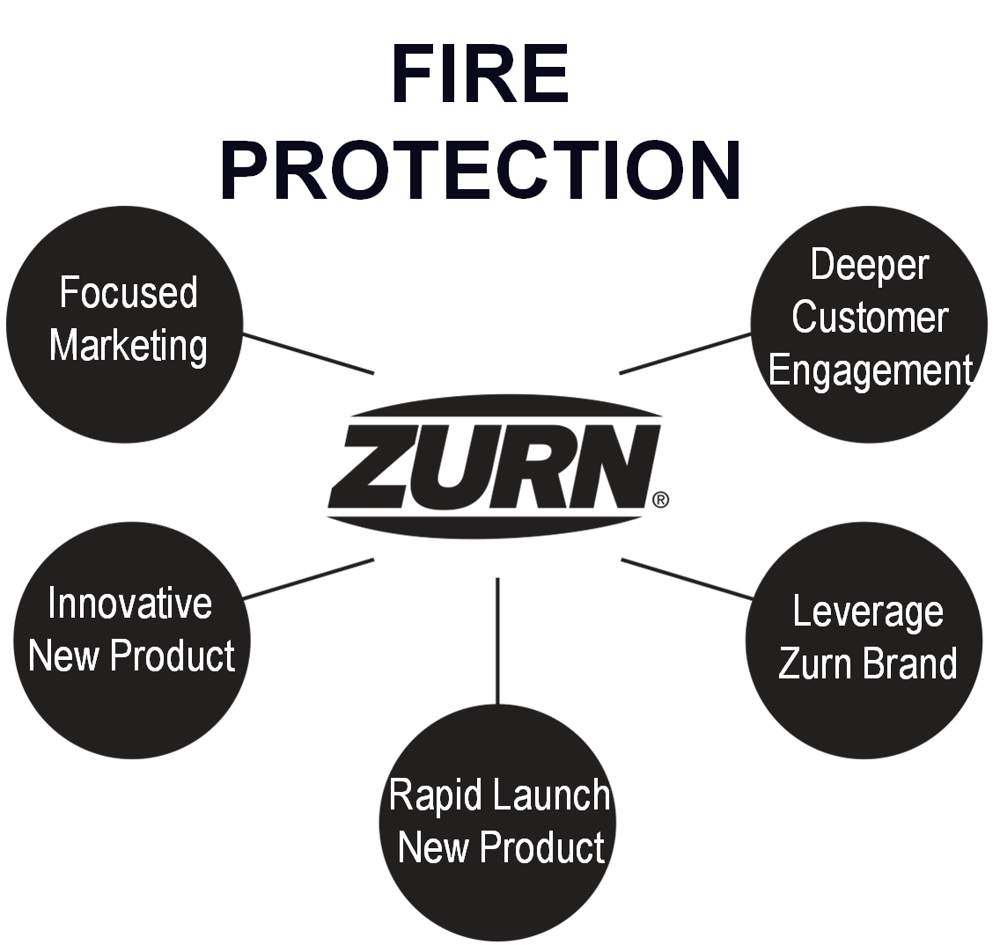 FIRE
PROTECTION
Focused
Marketing
Deeper
Customer
Engagement
ZURN®
Innovative
New Product
Leverage
Zurn Brand
Rapid Launch
New Product